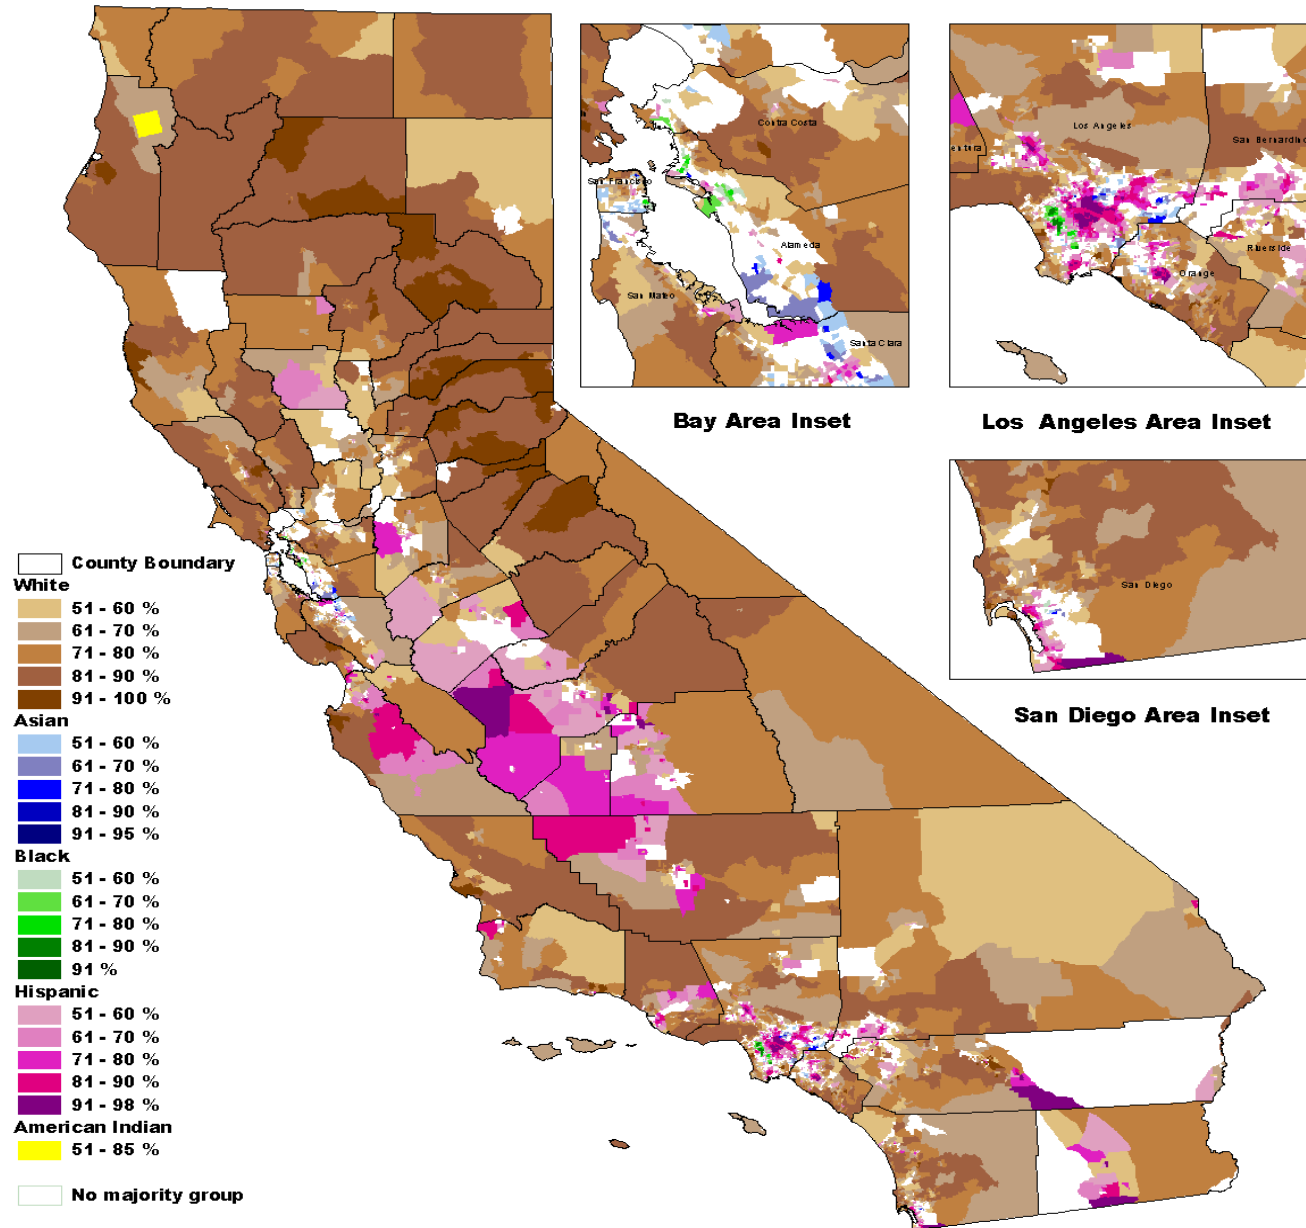 Contra Costa
San Francisco
Alameda
San Mateo
Santa Clara
Bay Area Inset
Los Angeles
San Bernardino
entura
Riverside
Orange
Los Angeles Area Inset
San Diego
San Diego Area Inset
County Boundary
White
51 - 60 %
61 - 70 %
71 - 80 %
81 - 90 %
91 - 100 %
Asian
51 - 60 %
61 - 70 %
71 - 80 %
81 - 90 %
91 - 95 %
Black
51 - 60 %
61 - 70 %
71 - 80 %
81 - 90 %
91 %
Hispanic
51 - 60 %
61 - 70 %
71 - 80 %
81 - 90 %
91 - 98 %
American Indian
51 - 85 %
No majority group